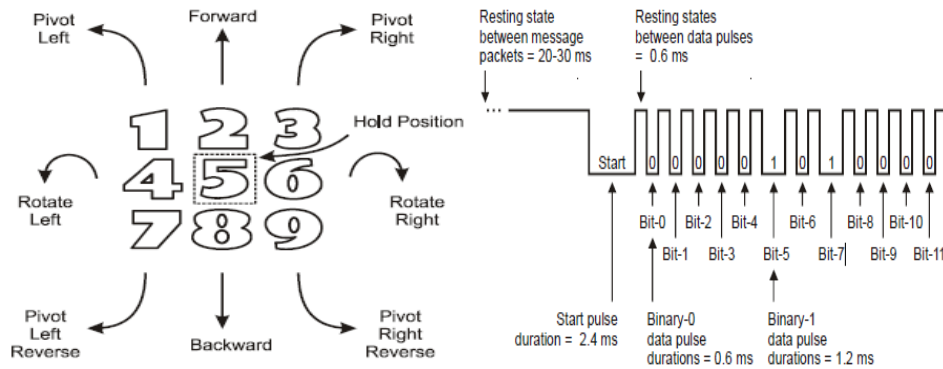 Pivot
Left
Forward
Pivot
Right
1 2 3
Hold Position
4 5 6
Rotate
Left
Rotate
Right
7 8 9
Pivot
Left
Reverse
Backward
Pivot
Right
Reverse
Resting state
between message
packets = 20-30 ms
Resting states
between data pulses
= 0.6 ms
...
Start 0 0 0 0 0 1 0 1 0 0 0 0
Bit-0 Bit-2 Bit-4 Bit-6 Bit-8 Bit-10
Bit-1 Bit-3 Bit-5 Bit-7 Bit-9 Bit-11
Start pulse
duration = 2.4 ms
Binary-0
data pulse
durations = 0.6 ms
Binary-1
data pulse
durations = 1.2 ms